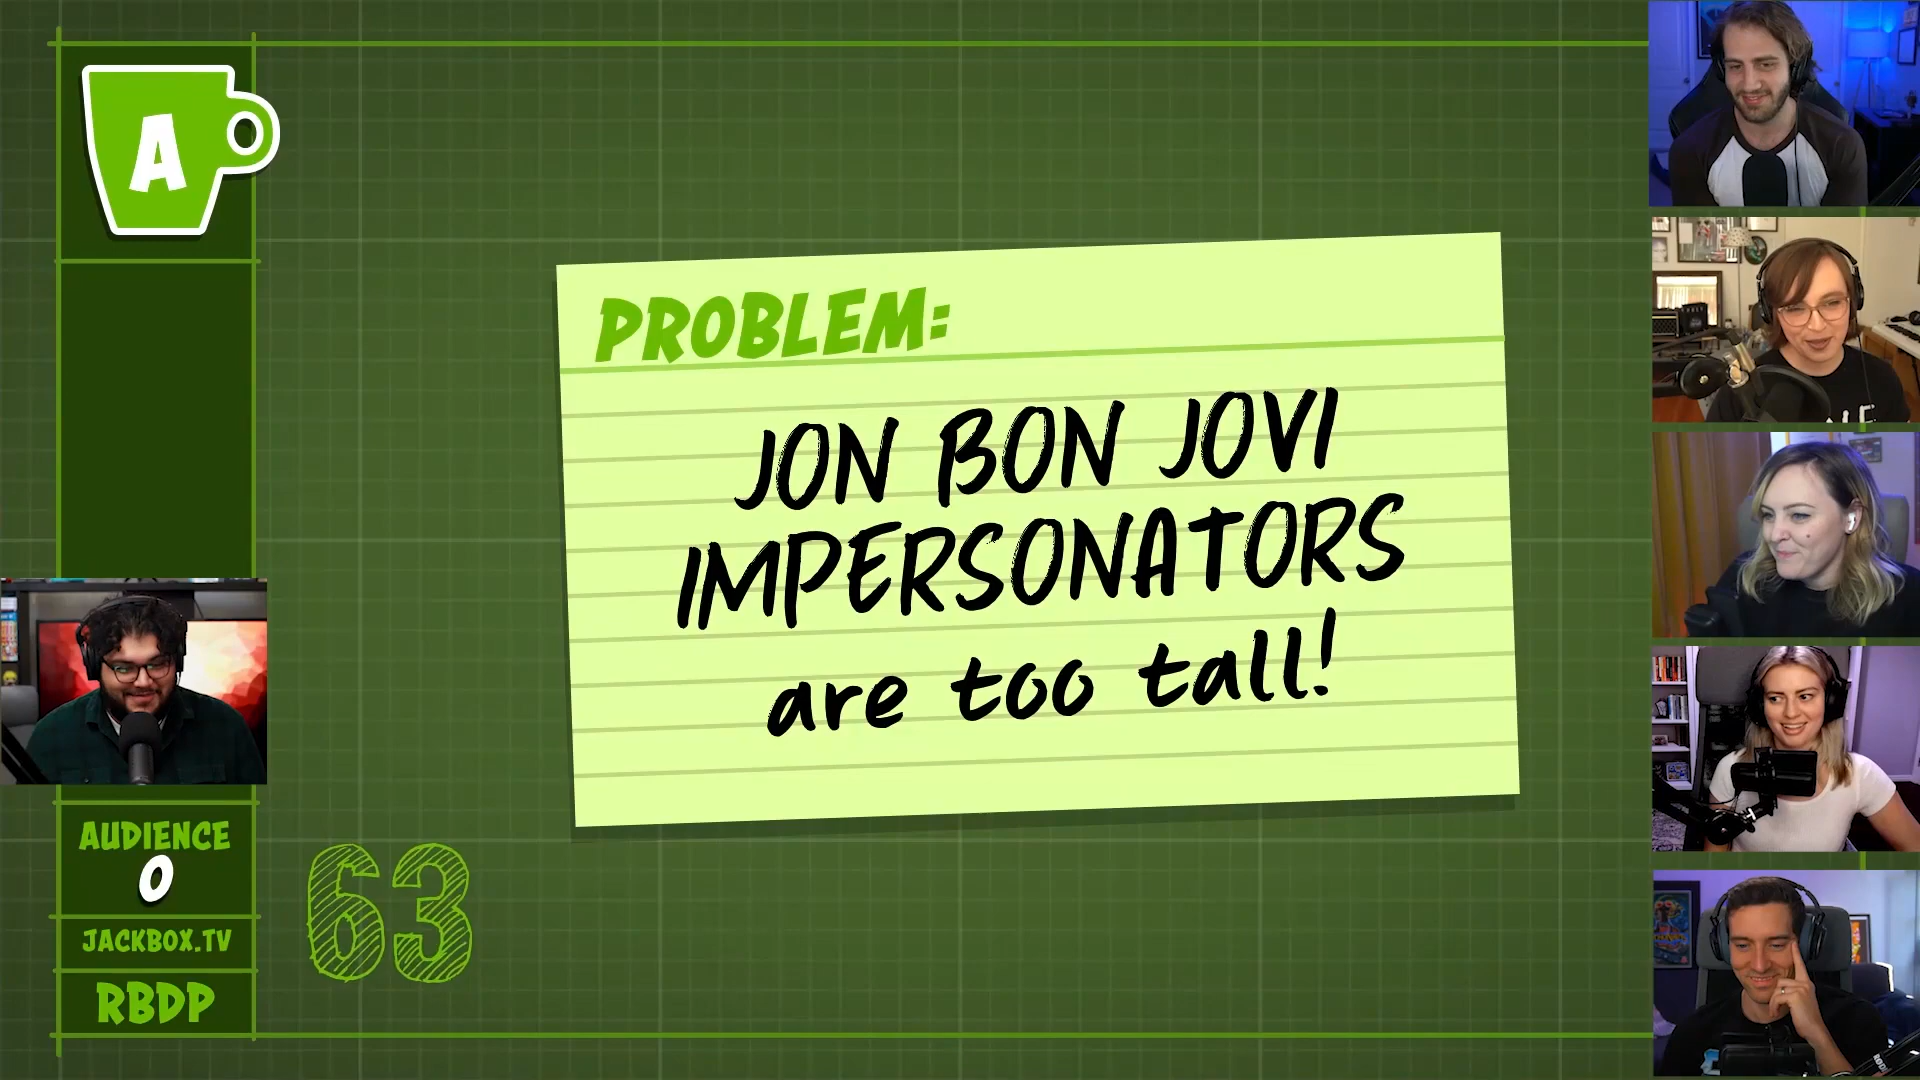 A
PROBLEM:
JON BON JOVI
IMPERSONATORS
are too tall!
AUDIENCE
0
JACKBOX.TV
RBDP
63